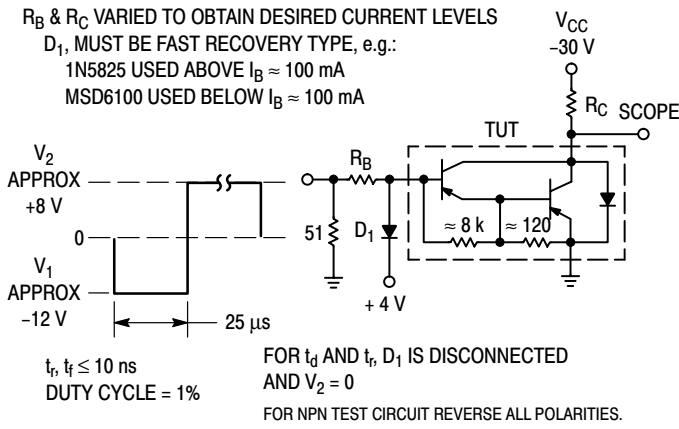 R_B & R_C VARIED TO OBTAIN DESIRED CURRENT LEVELS
D_1, MUST BE FAST RECOVERY TYPE, e.g.:
1N5825 USED ABOVE I_B ≈ 100 mA
MSD6100 USED BELOW I_B ≈ 100 mA
V_CC
−30 V
R_C
SCOPE
TUT
V_2
APPROX
+8 V
0
V_1
APPROX
−12 V
25 μs
R_B
51
D_1
≈ 8 k
≈ 120
+ 4 V
t_r, t_f ≤ 10 ns
DUTY CYCLE = 1%
FOR t_d AND t_r, D_1 IS DISCONNECTED
AND V_2 = 0
FOR NPN TEST CIRCUIT REVERSE ALL POLARITIES.